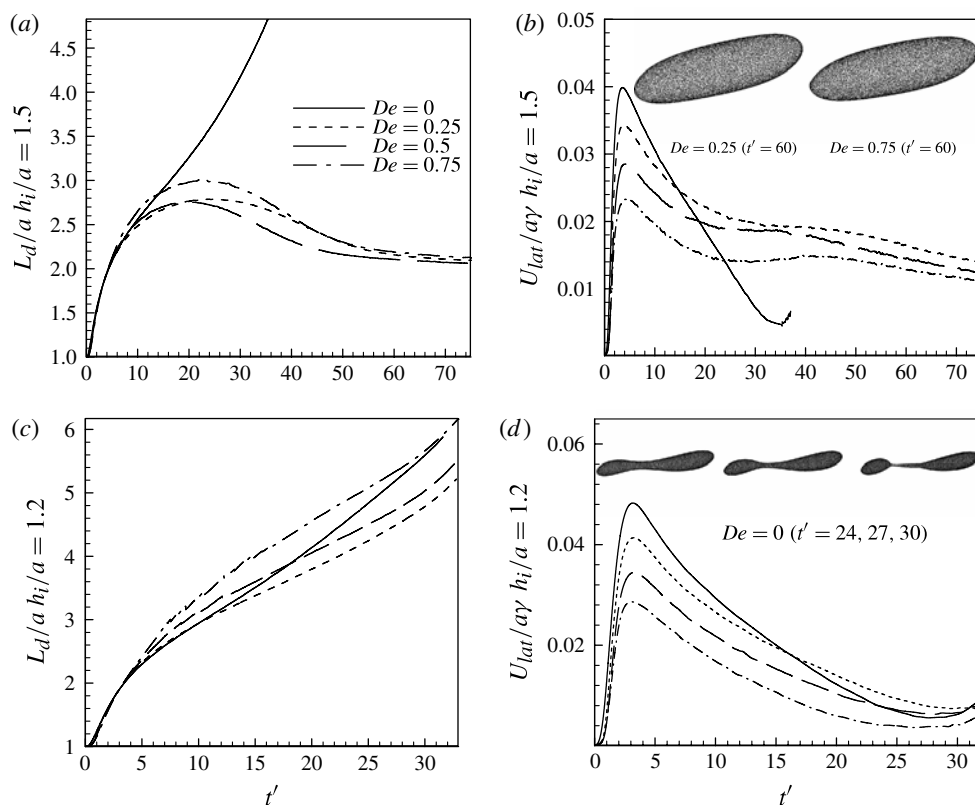 (a)
4.5
4.0
3.5
3.0
2.5
2.0
1.5
1.0
L_d/a h_i/a = 1.5
De = 0
De = 0.25
De = 0.5
De = 0.75
0 10 20 30 40 50 60 70
(b)
0.05
0.04
0.03
0.02
0.01
U_lat/aγ h_i/a = 1.5
De = 0.25 (t′ = 60) De = 0.75 (t′ = 60)
0 10 20 30 40 50 60 70
(c)
6
5
4
3
2
1
L_d/a h_i/a = 1.2
0 5 10 15 20 25 30
t′
(d)
0.06
0.04
0.02
U_lat/aγ h_i/a = 1.2
De = 0 (t′ = 24, 27, 30)
0 5 10 15 20 25 30
t′